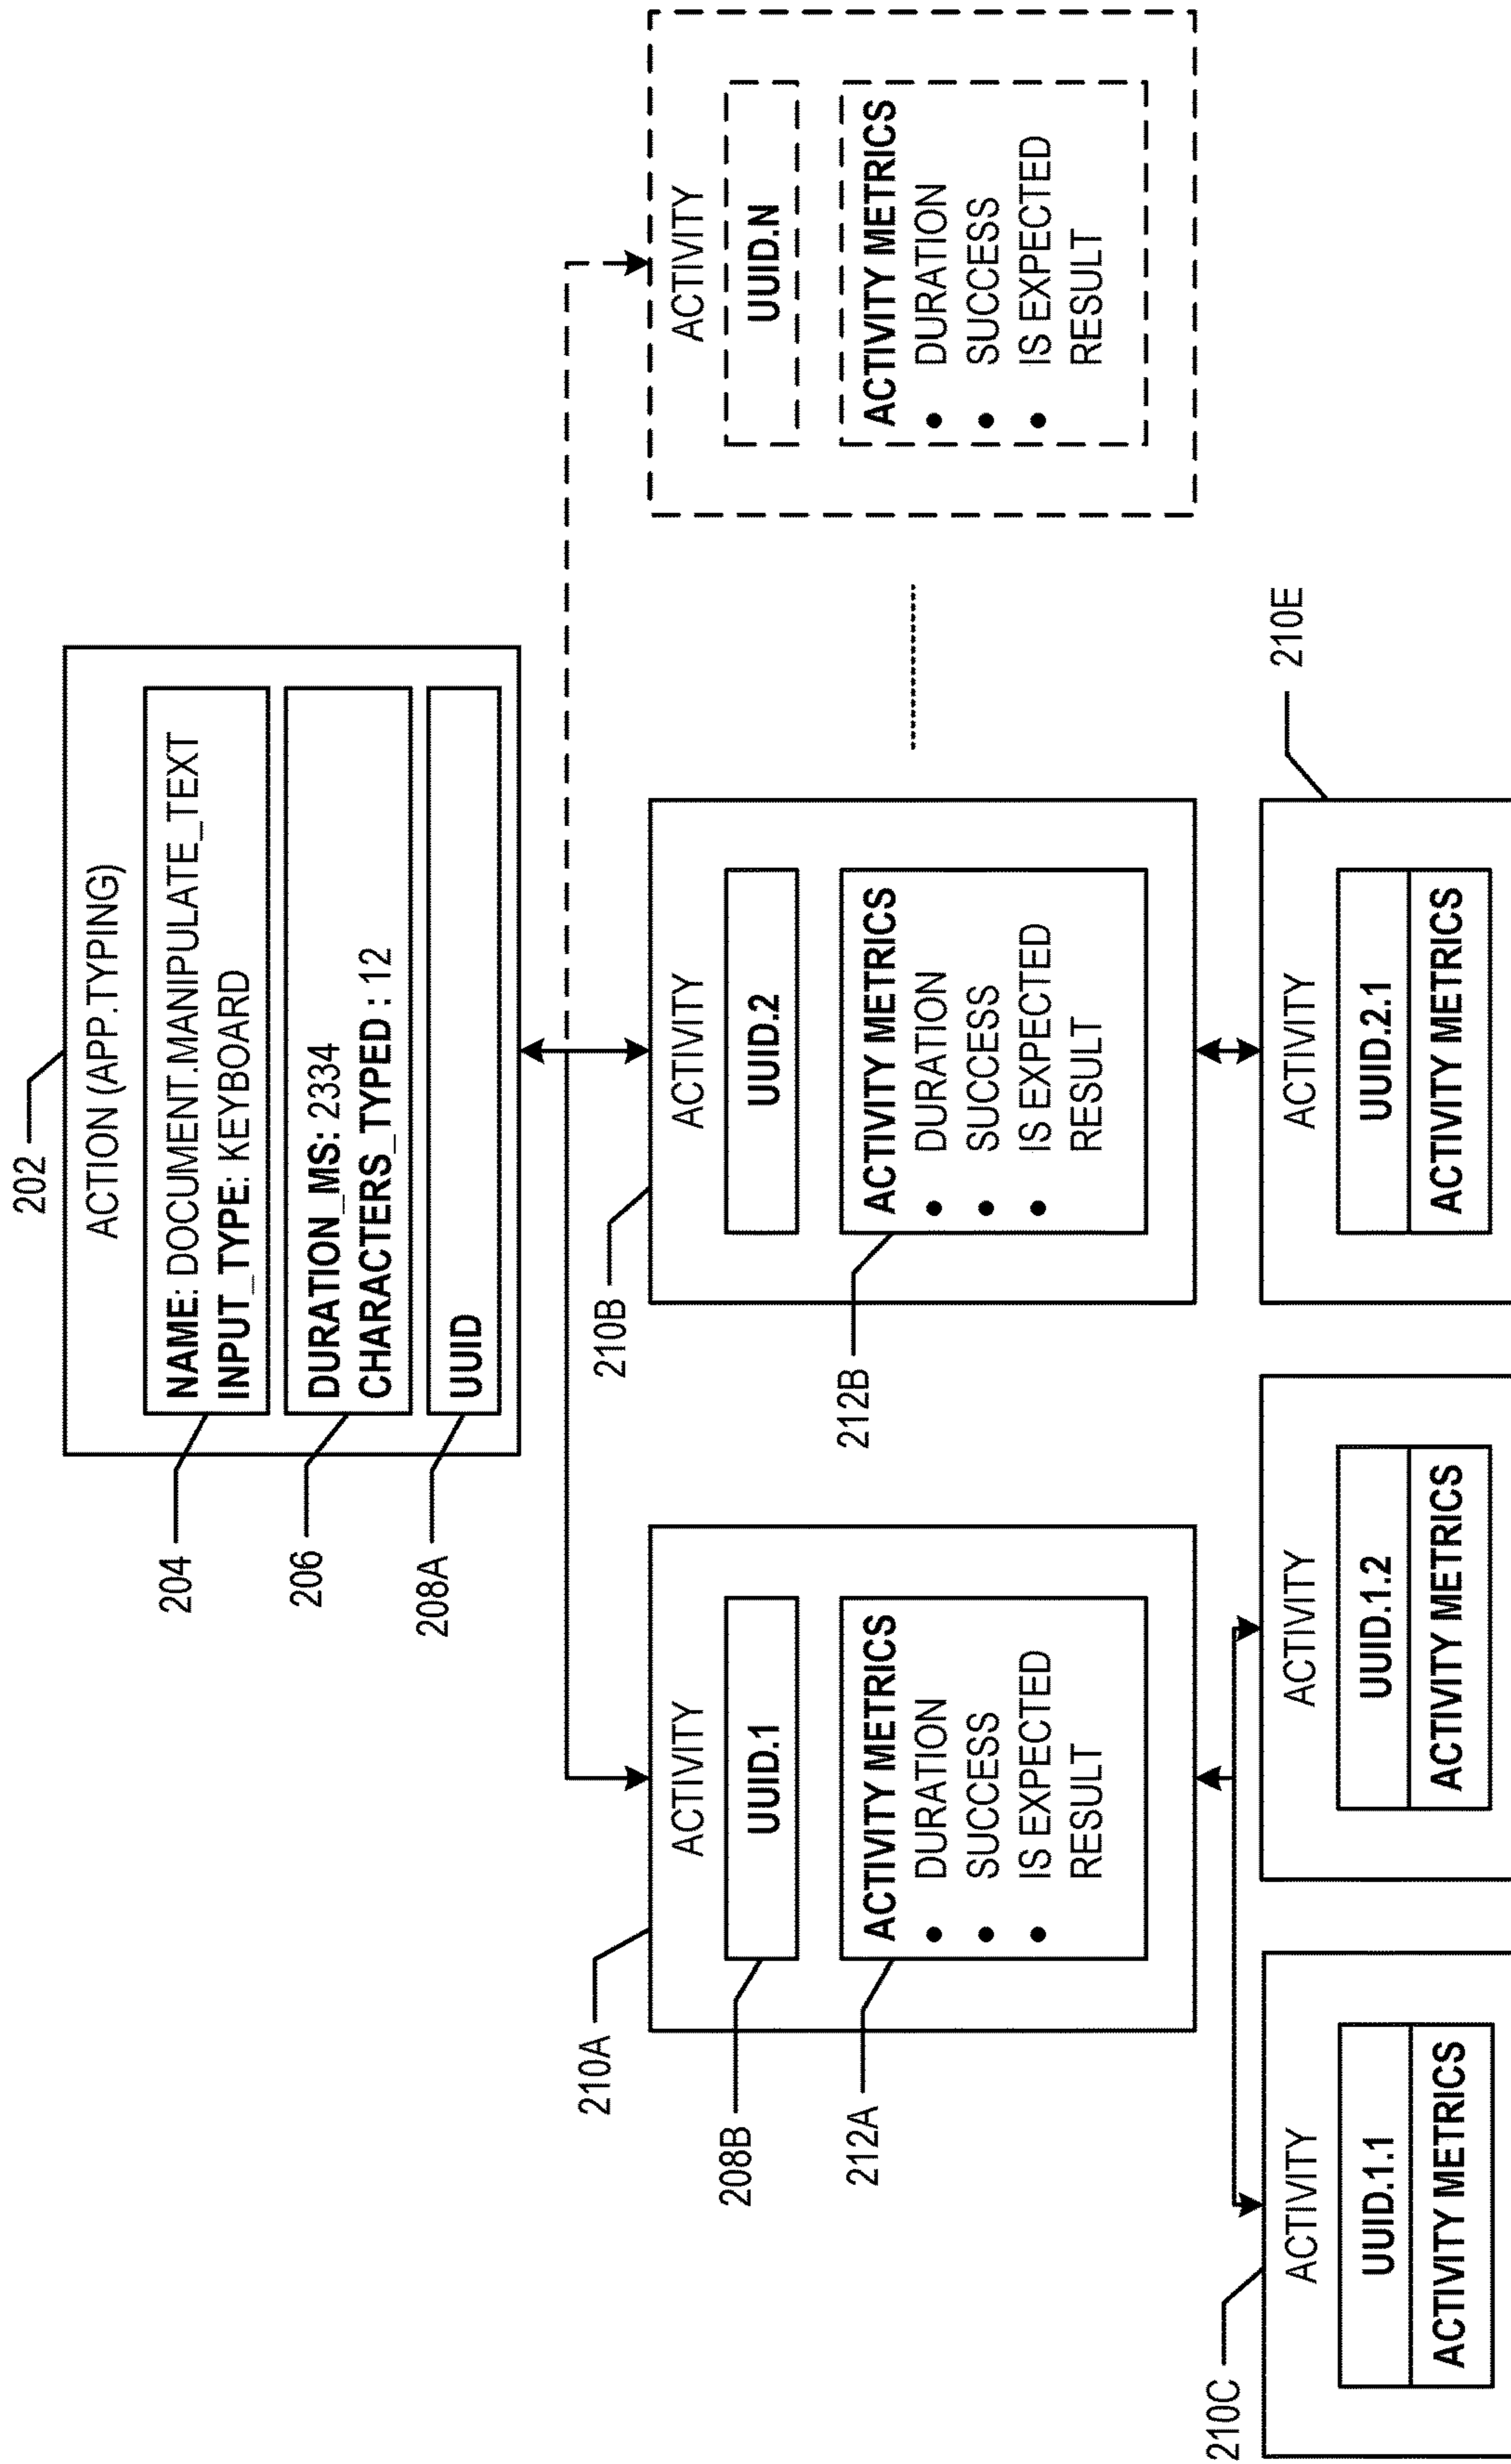 202
ACTION (APP.TYPING)
204
NAME: DOCUMENT.MANIPULATE_TEXT
INPUT_TYPE: KEYBOARD
206
DURATION_MS: 2334
CHARACTERS_TYPED : 12
208A
UUID
210A
ACTIVITY
208B
UUID.1
212A
ACTIVITY METRICS
• DURATION
• SUCCESS
• IS EXPECTED
RESULT
210B
ACTIVITY
UUID.2
212B
ACTIVITY METRICS
• DURATION
• SUCCESS
• IS EXPECTED
RESULT
ACTIVITY
UUID.N
ACTIVITY METRICS
• DURATION
• SUCCESS
• IS EXPECTED
RESULT
210C
ACTIVITY
UUID.1.1
ACTIVITY METRICS
ACTIVITY
UUID.1.2
ACTIVITY METRICS
210E
ACTIVITY
UUID.2.1
ACTIVITY METRICS